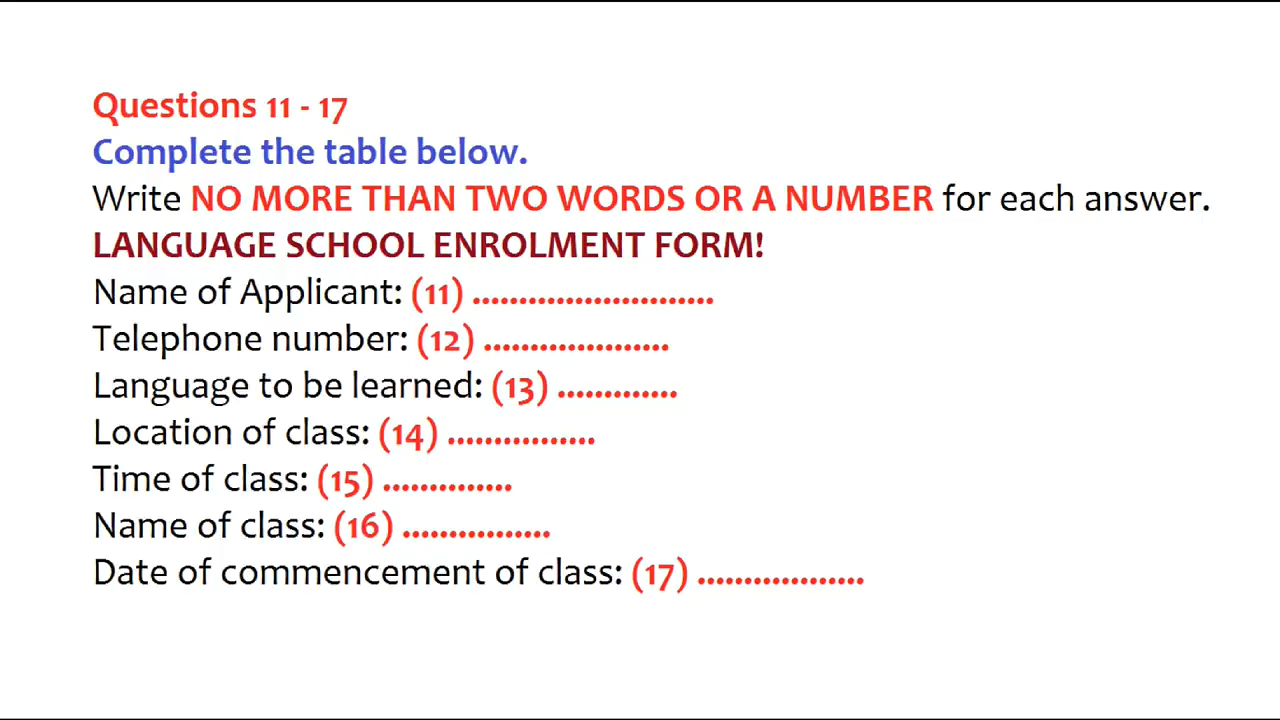 Questions 11 - 17
Complete the table below.
Write NO MORE THAN TWO WORDS OR A NUMBER for each answer.
LANGUAGE SCHOOL ENROLMENT FORM!
Name of Applicant: (11) ..........................
Telephone number: (12) ....................
Language to be learned: (13) .............
Location of class: (14) ................
Time of class: (15) ..............
Name of class: (16) ................
Date of commencement of class: (17) ..................